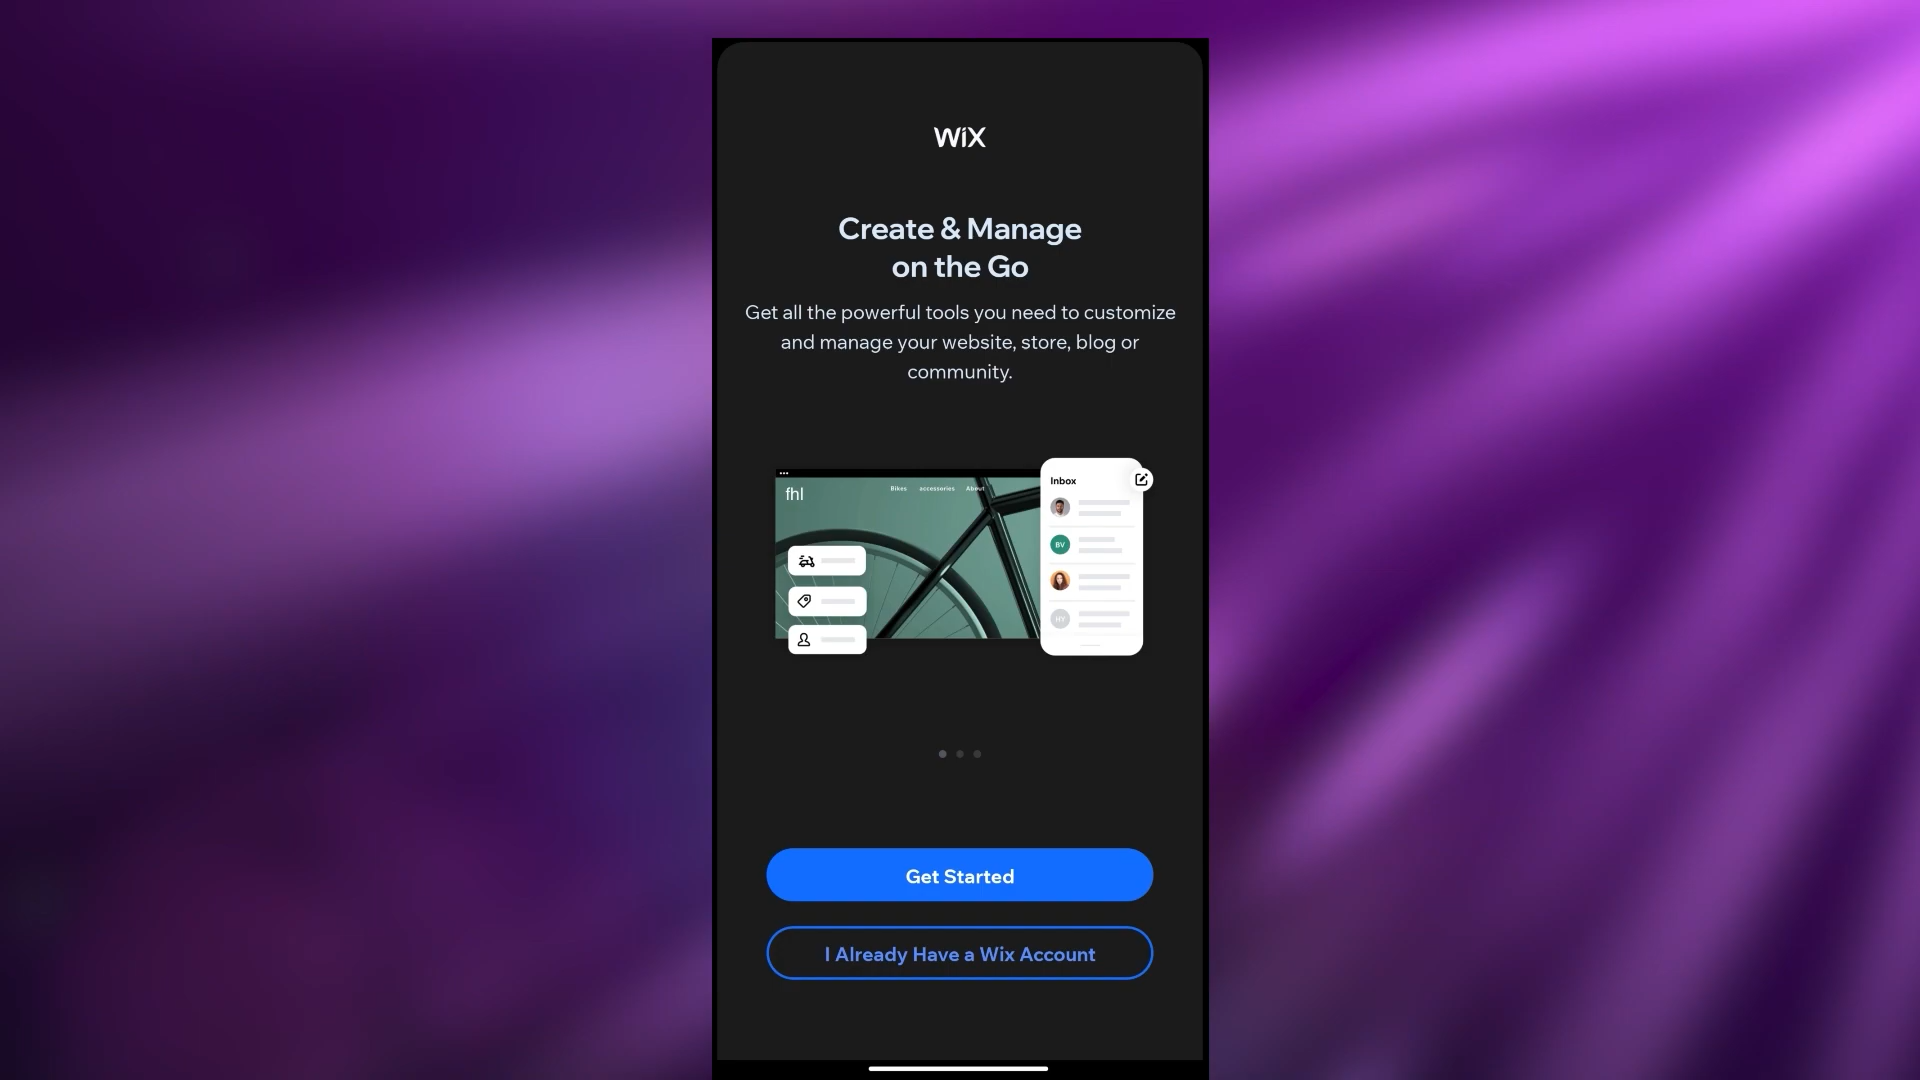 WiX
Create & Manage
on the Go
Get all the powerful tools you need to customize
and manage your website, store, blog or
community.
fhl
Bikes accessories About
Inbox
BV
HY
Get Started
I Already Have a Wix Account